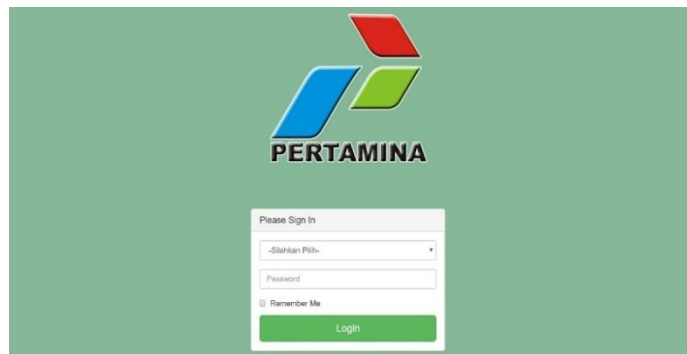 PERTAMINA
Please Sign In
-Silahkan Pilih-
Password
Remember Me
Login